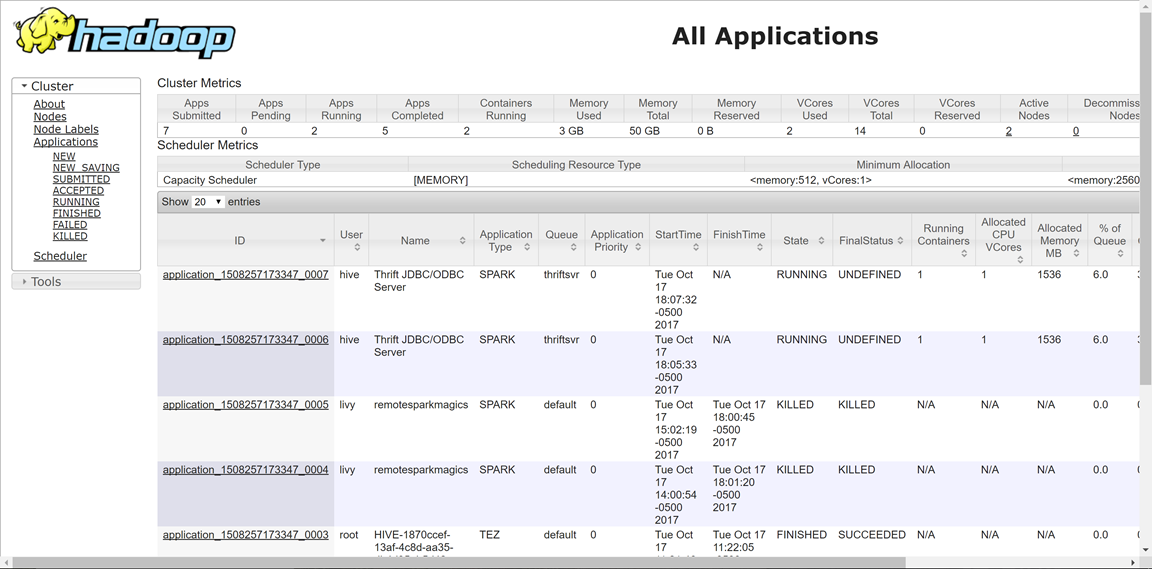 hadoop
All Applications
Cluster
About
Nodes
Node Labels
Applications
NEW
NEW_SAVING
SUBMITTED
ACCEPTED
RUNNING
FINISHED
FAILED
KILLED
Scheduler
Tools
Cluster Metrics
Apps Submitted Apps Pending Apps Running Apps Completed Containers Running Memory Used Memory Total Memory Reserved VCores Used VCores Total VCores Reserved Active Nodes Decommiss Nodes
7 0 2 5 2 3 GB 50 GB 0 B 2 14 0 2 0
Scheduler Metrics
Scheduler Type Scheduling Resource Type Minimum Allocation
Capacity Scheduler [MEMORY] <memory:512, vCores:1> <memory:2560
Show 20 entries
ID User Name Application Type Queue Application Priority StartTime FinishTime State FinalStatus Running Containers Allocated CPU VCores Allocated Memory MB % of Queue
application_1508257173347_0007 hive Thrift JDBC/ODBC Server SPARK thriftsvr 0 Tue Oct 17 18:07:32 -0500 2017 N/A RUNNING UNDEFINED 1 1 1536 6.0
application_1508257173347_0006 hive Thrift JDBC/ODBC Server SPARK thriftsvr 0 Tue Oct 17 18:05:33 -0500 2017 N/A RUNNING UNDEFINED 1 1 1536 6.0
application_1508257173347_0005 livy remotesparkmagics SPARK default 0 Tue Oct 17 15:02:19 -0500 2017 Tue Oct 17 18:00:45 -0500 2017 KILLED KILLED N/A N/A N/A 0.0
application_1508257173347_0004 livy remotesparkmagics SPARK default 0 Tue Oct 17 14:00:54 -0500 2017 Tue Oct 17 18:01:20 -0500 2017 KILLED KILLED N/A N/A N/A 0.0
application_1508257173347_0003 root HIVE-1870ccef-13af-4c8d-aa35- TEZ default 0 Tue Oct 17 Tue Oct 17 11:22:05 FINISHED SUCCEEDED N/A N/A N/A 0.0